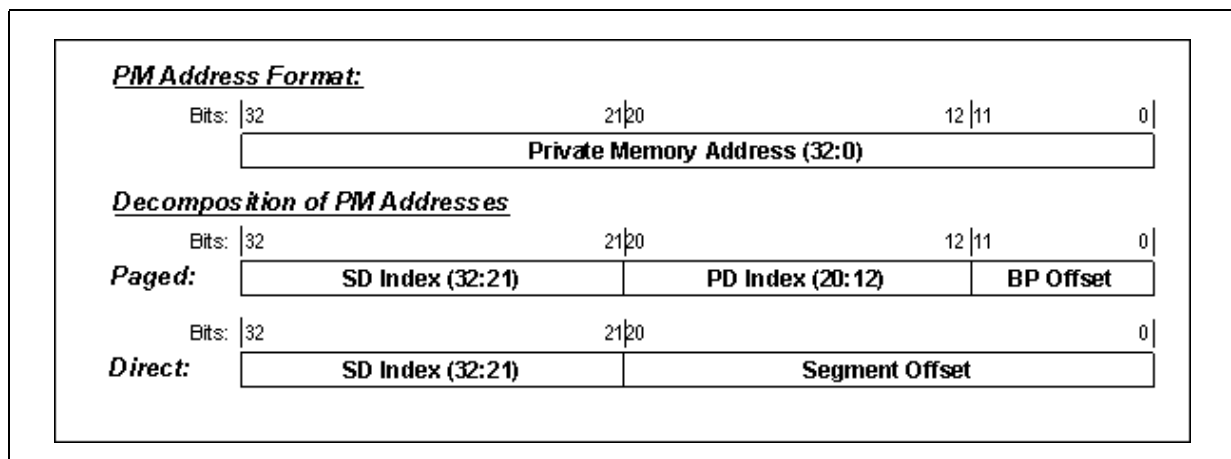 PM Address Format:
Bits: 32 21 20 12 11 0
Private Memory Address (32:0)
Decomposition of PM Addresses
Bits: 32 21 20 12 11 0
Paged: SD Index (32:21) PD Index (20:12) BP Offset
Bits: 32 21 20 0
Direct: SD Index (32:21) Segment Offset